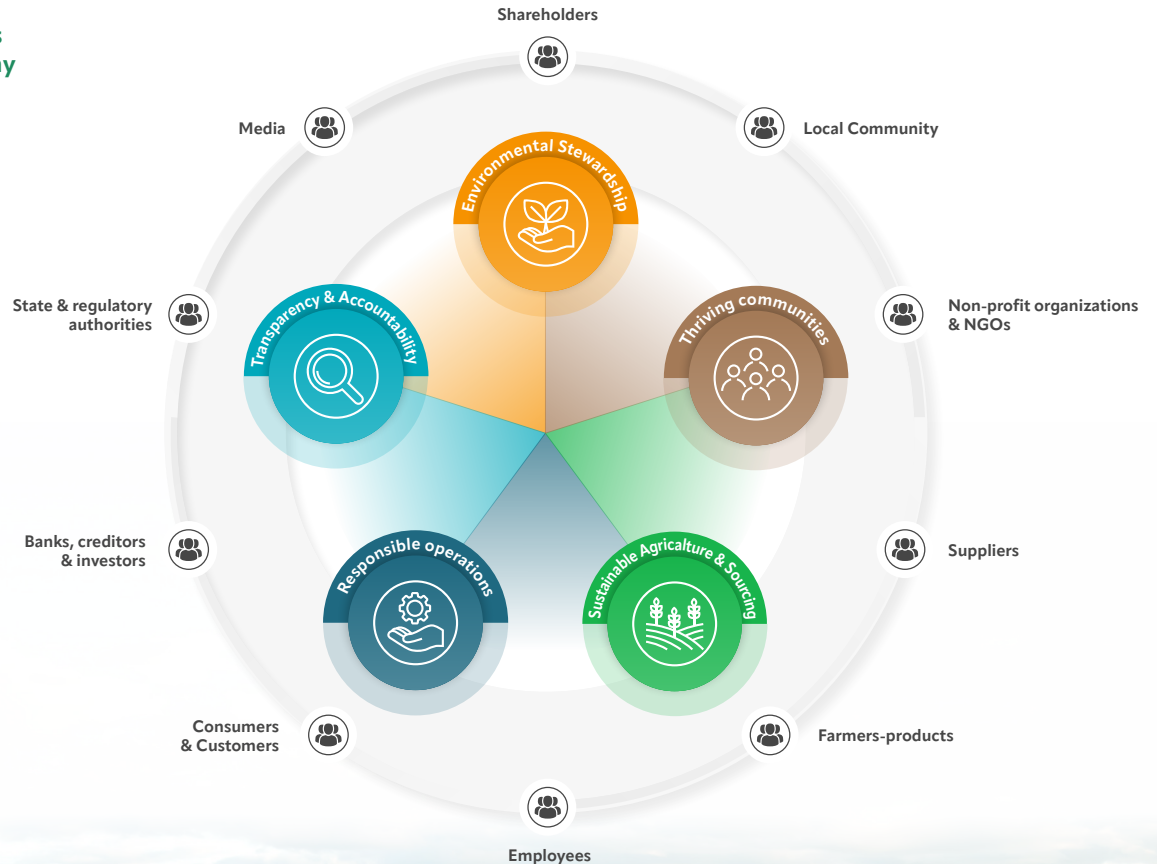 Shareholders
Media
Local Community
Environmental Stewardship
State & regulatory
authorities
Transparency & Accountability
Thriving communities
Non-profit organizations
& NGOs
Banks, creditors
& investors
Responsible operations
Sustainable Agricalture & Sourcing
Suppliers
Consumers
& Customers
Farmers-products
Employees